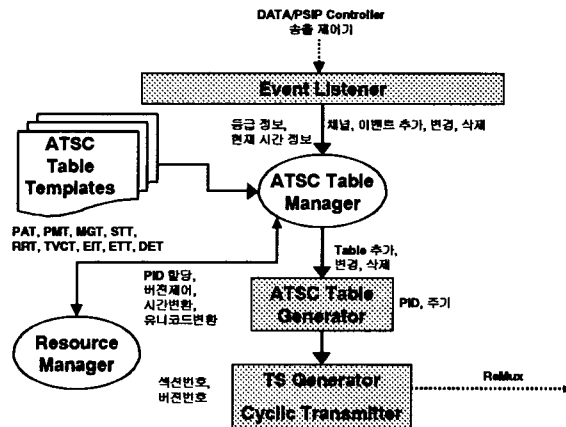 DATA/PSIP Controller
송출 제어기
Event Listener
등급 정보,
현재 시간 정보
채널, 이벤트 추가, 변경, 삭제
ATSC
Table
Templates
ATSC Table
Manager
PAT, PMT, MGT, STT,
RRT, TVCT, EIT, ETT, DET
Table 추가,
변경, 삭제
PID 할당,
버전제어,
시간변환,
유니코드변환
ATSC Table
Generator
PID, 주기
Resource
Manager
섹션번호,
버전번호
TS Generator
Cyclic Transmitter
ReMux